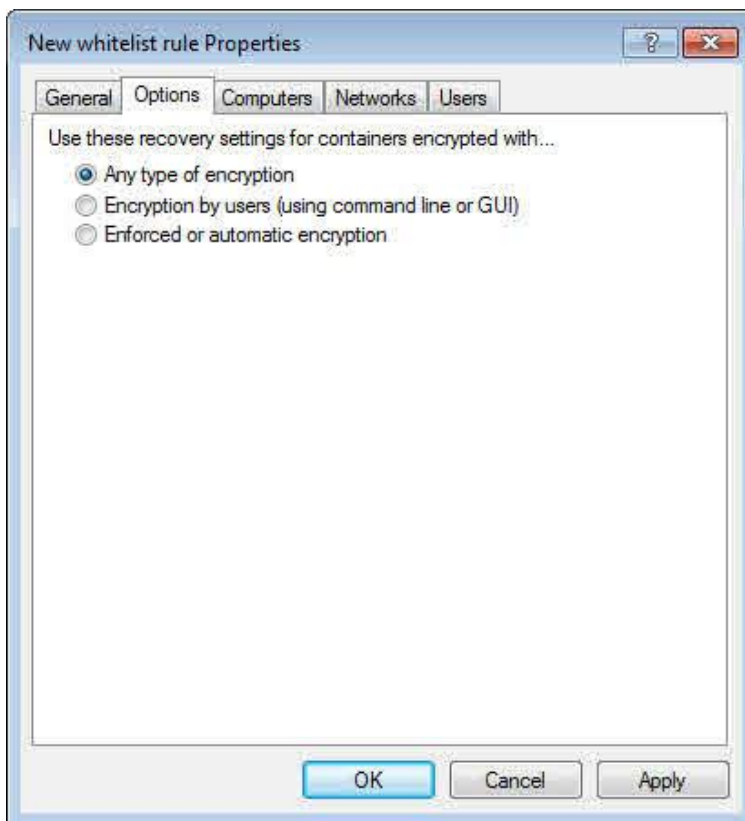 New whitelist rule Properties
General Options Computers Networks Users
Use these recovery settings for containers encrypted with...
Any type of encryption
Encryption by users (using command line or GUI)
Enforced or automatic encryption
OK Cancel Apply